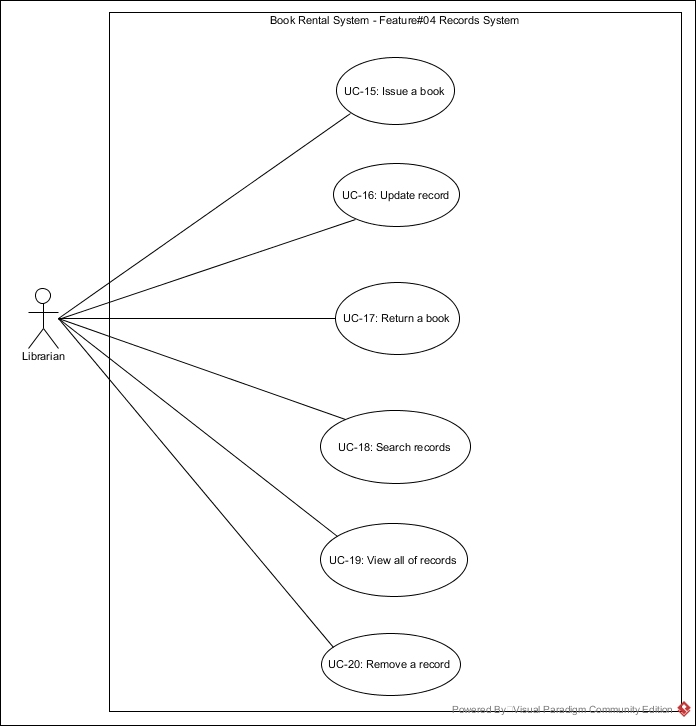 Book Rental System - Feature#04 Records System
UC-15: Issue a book
UC-16: Update record
UC-17: Return a book
Librarian
UC-18: Search records
UC-19: View all of records
UC-20: Remove a record
Powered By Visual Paradigm Community Edition